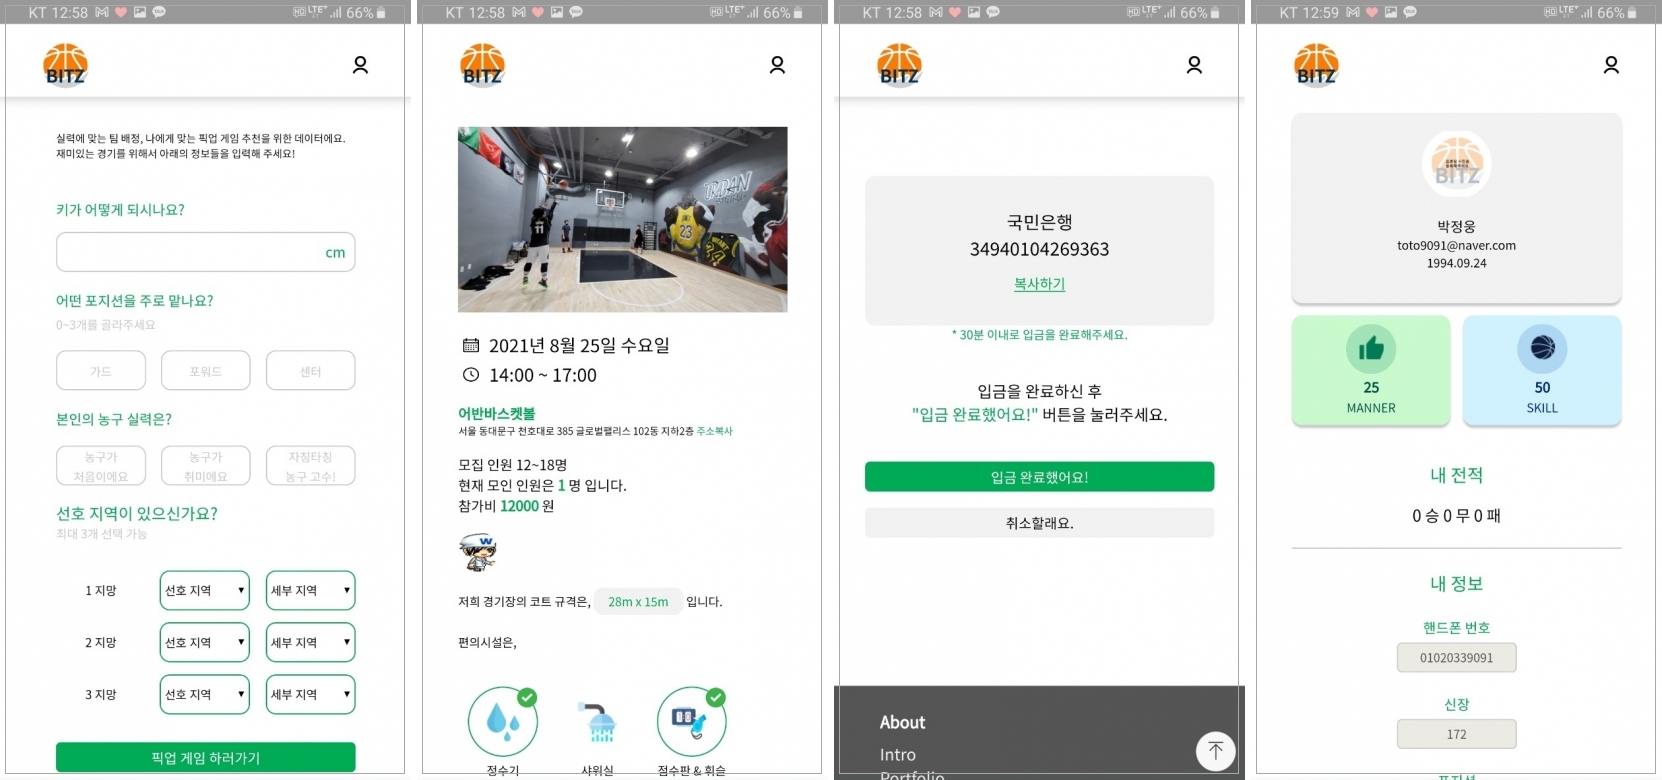 KT 12:58
HD LTE+ 66%
BITZ
실력에 맞는 팀 배정, 나에게 맞는 픽업 게임 추천을 위한 데이터에요.
재미있는 경기를 위해서 아래의 정보들을 입력해 주세요!
키가 어떻게 되시나요?
cm
어떤 포지션을 주로 맡나요?
0~3개를 골라주세요
가드
포워드
센터
본인의 농구 실력은?
농구가
처음이에요
농구가
취미에요
자칭타칭
농구 고수!
선호 지역이 있으신가요?
최대 3개 선택 가능
1 지망 선호 지역 세부 지역
2 지망 선호 지역 세부 지역
3 지망 선호 지역 세부 지역
픽업 게임 하러가기
KT 12:58
HD LTE+ 66%
BITZ
URBAN
23
11
2021년 8월 25일 수요일
14:00 ~ 17:00
어반바스켓볼
서울 동대문구 천호대로 385 글로벌팰리스 102동 지하2층 주소복사
모집 인원 12~18명
현재 모인 인원은 1 명 입니다.
참가비 12000 원
W
저희 경기장의 코트 규격은, 28m x 15m 입니다.
편의시설은,
정수기
샤워실
점수판 & 휘슬
KT 12:58
HD LTE+ 66%
BITZ
국민은행
34940104269363
복사하기
* 30분 이내로 입금을 완료해주세요.
입금을 완료하신 후
"입금 완료했어요!" 버튼을 눌러주세요.
입금 완료했어요!
취소할래요.
About
Intro
Portfolio
KT 12:59
HD LTE+ 66%
BITZ
BITZ
박정웅
toto9091@naver.com
1994.09.24
25
MANNER
50
SKILL
내 전적
0 승 0 무 0 패
내 정보
핸드폰 번호
01020339091
신장
172
포지션